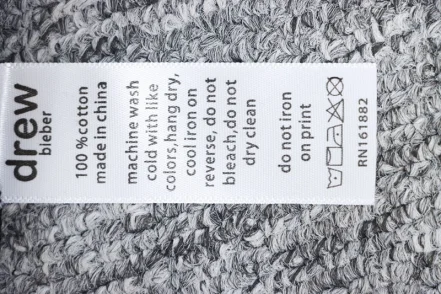 drew
bieber
100 %cotton
made in china
machine wash
cold with like
colors,hang dry,
cool iron on
reverse, do not
bleach,do not
dry clean
do not iron
on print
RN161882